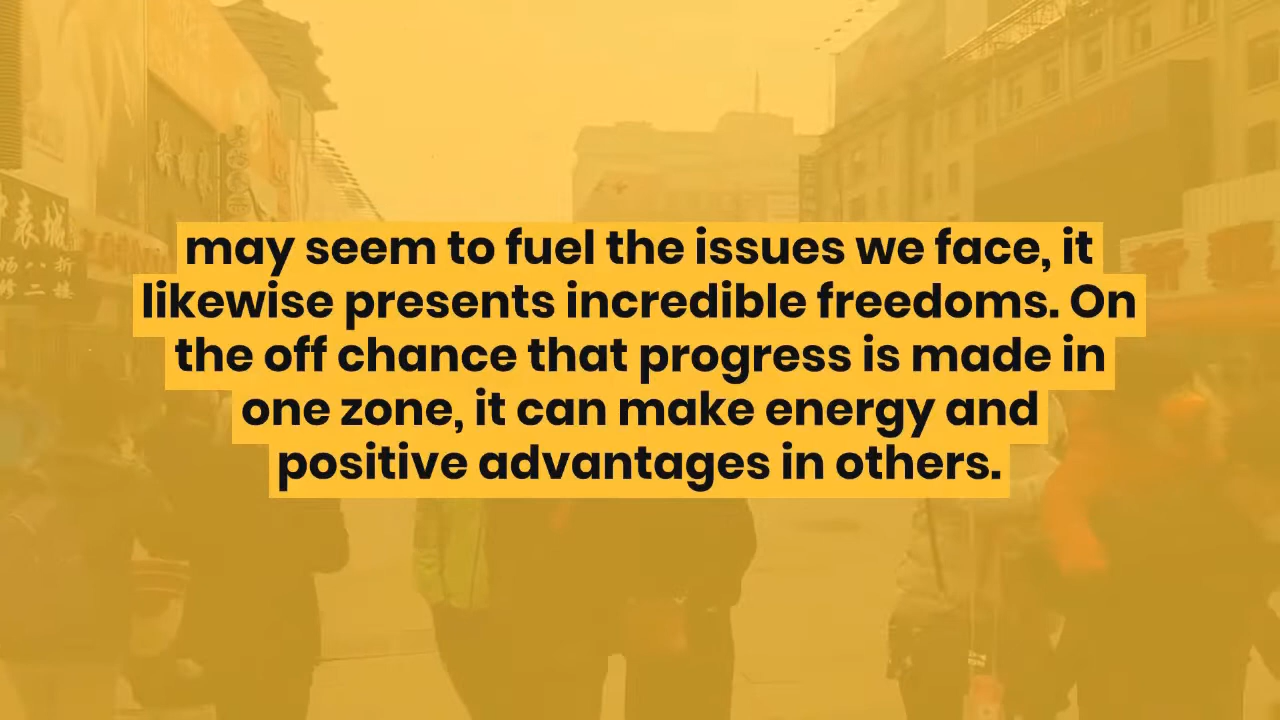 may seem to fuel the issues we face, it
likewise presents incredible freedoms. On
the off chance that progress is made in
one zone, it can make energy and
positive advantages in others.